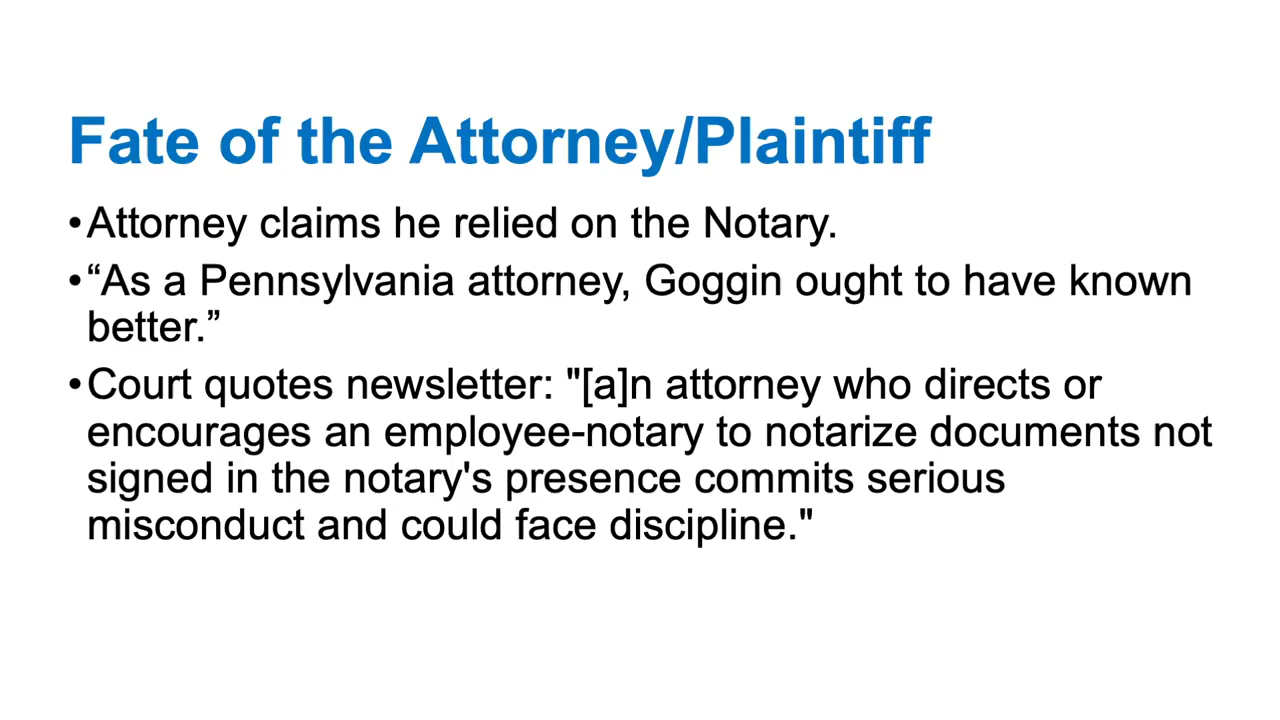 Fate of the Attorney/Plaintiff
•Attorney claims he relied on the Notary.
•“As a Pennsylvania attorney, Goggin ought to have known
better.”
•Court quotes newsletter: "[a]n attorney who directs or
encourages an employee-notary to notarize documents not
signed in the notary's presence commits serious
misconduct and could face discipline."